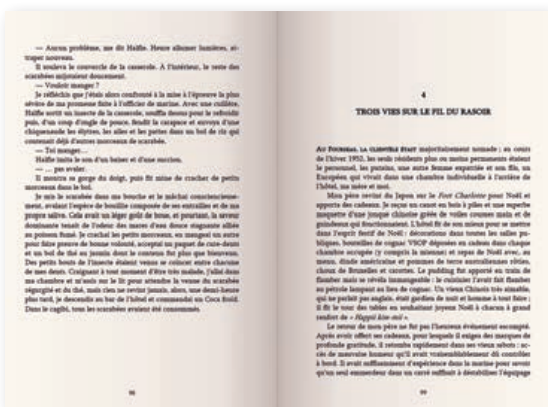 — Aucun problème, me dit Halfie. Heure allumer lumières, at-
traper nouveau.
Il souleva le couvercle de la casserole. À l'intérieur, le reste des
scarabées mijotaient doucement.
— Vouloir manger ?
Je réfléchis que j'étais alors confronté à la mise à l'épreuve la plus
sévère de ma promesse faite à l'officier de marine. Avec une cuillère,
Halfie sortit un insecte de la casserole, souffla dessus pour le refroidir
puis, d'un coup d'ongle de pouce, fendit la carapace et envoya d'une
chiquenaude les élytres, les ailes et les pattes dans un bol de riz qui
contenait déjà d'autres morceaux de scarabée.
— Toi manger…
Halfie imita le son d'un baiser et d'une succion.
— … pas avaler.
Il montra sa gorge du doigt, puis fit mine de cracher de petits
morceaux dans le bol.
Je mis le scarabée dans ma bouche et le mâchai consciencieuse-
ment, avalant l'espèce de bouillie composée de ses entrailles et de ma
propre salive. Cela avait un léger goût de boue, et pourtant, la saveur
dominante tenait de l'odeur des mares d'eau douce stagnante alliée
au poisson fumé. Je crachai les petits morceaux, en mangeai un autre
pour faire preuve de bonne volonté, acceptai un paquet de cure-dents
et un bol de thé au jasmin dont le contenu fut plus que bienvenu.
Des petits bouts de l'insecte étaient venus se coincer entre chacune
de mes dents. Craignant à tout moment d'être très malade, j'allai dans
ma chambre et m'assis sur le lit pour attendre la venue du scarabée
régurgité et du thé, mais rien ne revint jamais. alors, une demi-heure
plus tard, je descendis au bar de l'hôtel et commandai un Coca froid.
Dans le cagibi, tous les scarabées avaient été consommés.
98
4
TROIS VIES SUR LE FIL DU RASOIR
AU FOURSEAS, LA CLIENTÈLE ÉTAIT majoritairement nomade ; au cours
de l'hiver 1952, les seuls résidents plus ou moins permanents étaient
le personnel, les putains, une autre femme expatriée et son fils, un
Européen qui vivait dans une chambre individuelle à l'arrière de
l'hôtel, ma mère et moi.
Mon père revint du Japon sur le Fort Charlotte pour Noël et
apporta des cadeaux. Je reçus un canot en bois à piles et une superbe
maquette d'une jonque chinoise gréée de voiles cousues main et de
guindeaux qui fonctionnaient. L'hôtel fit de son mieux pour se mettre
dans l'esprit festif de Noël : décorations dans toutes les salles pu-
bliques, bouteilles de cognac VSOP déposées en cadeau dans chaque
chambre occupée (y compris la mienne) et repas de Noël avec, au
menu, dinde américaine et pommes de terre australiennes rôties,
choux de Bruxelles et carottes. Le pudding fut apporté en train de
flamber mais se révéla immangeable : le cuisinier l'avait fait flamber
au pétrole lampant au lieu de cognac. Un vieux Chinois très aimable,
qui ne parlait pas anglais, était gardien de nuit et homme à tout faire ;
il fit le tour des tables en souhaitant joyeux Noël à chacun à grand
renfort de « Happii kiss-mii ».
Le retour de mon père ne fut pas l'heureux événement escompté.
Après avoir offert ses cadeaux, pour lesquels il exigea des marques de
profonde gratitude, il retomba rapidement dans ses vieux sabots : ac-
cès de mauvaise humeur qu'il avait vraisemblablement dû contrôler
à bord. Il avait suffisamment d'expérience dans la marine pour savoir
qu'un seul emmerdeur dans un carré suffisait à déstabiliser l'équipage
99